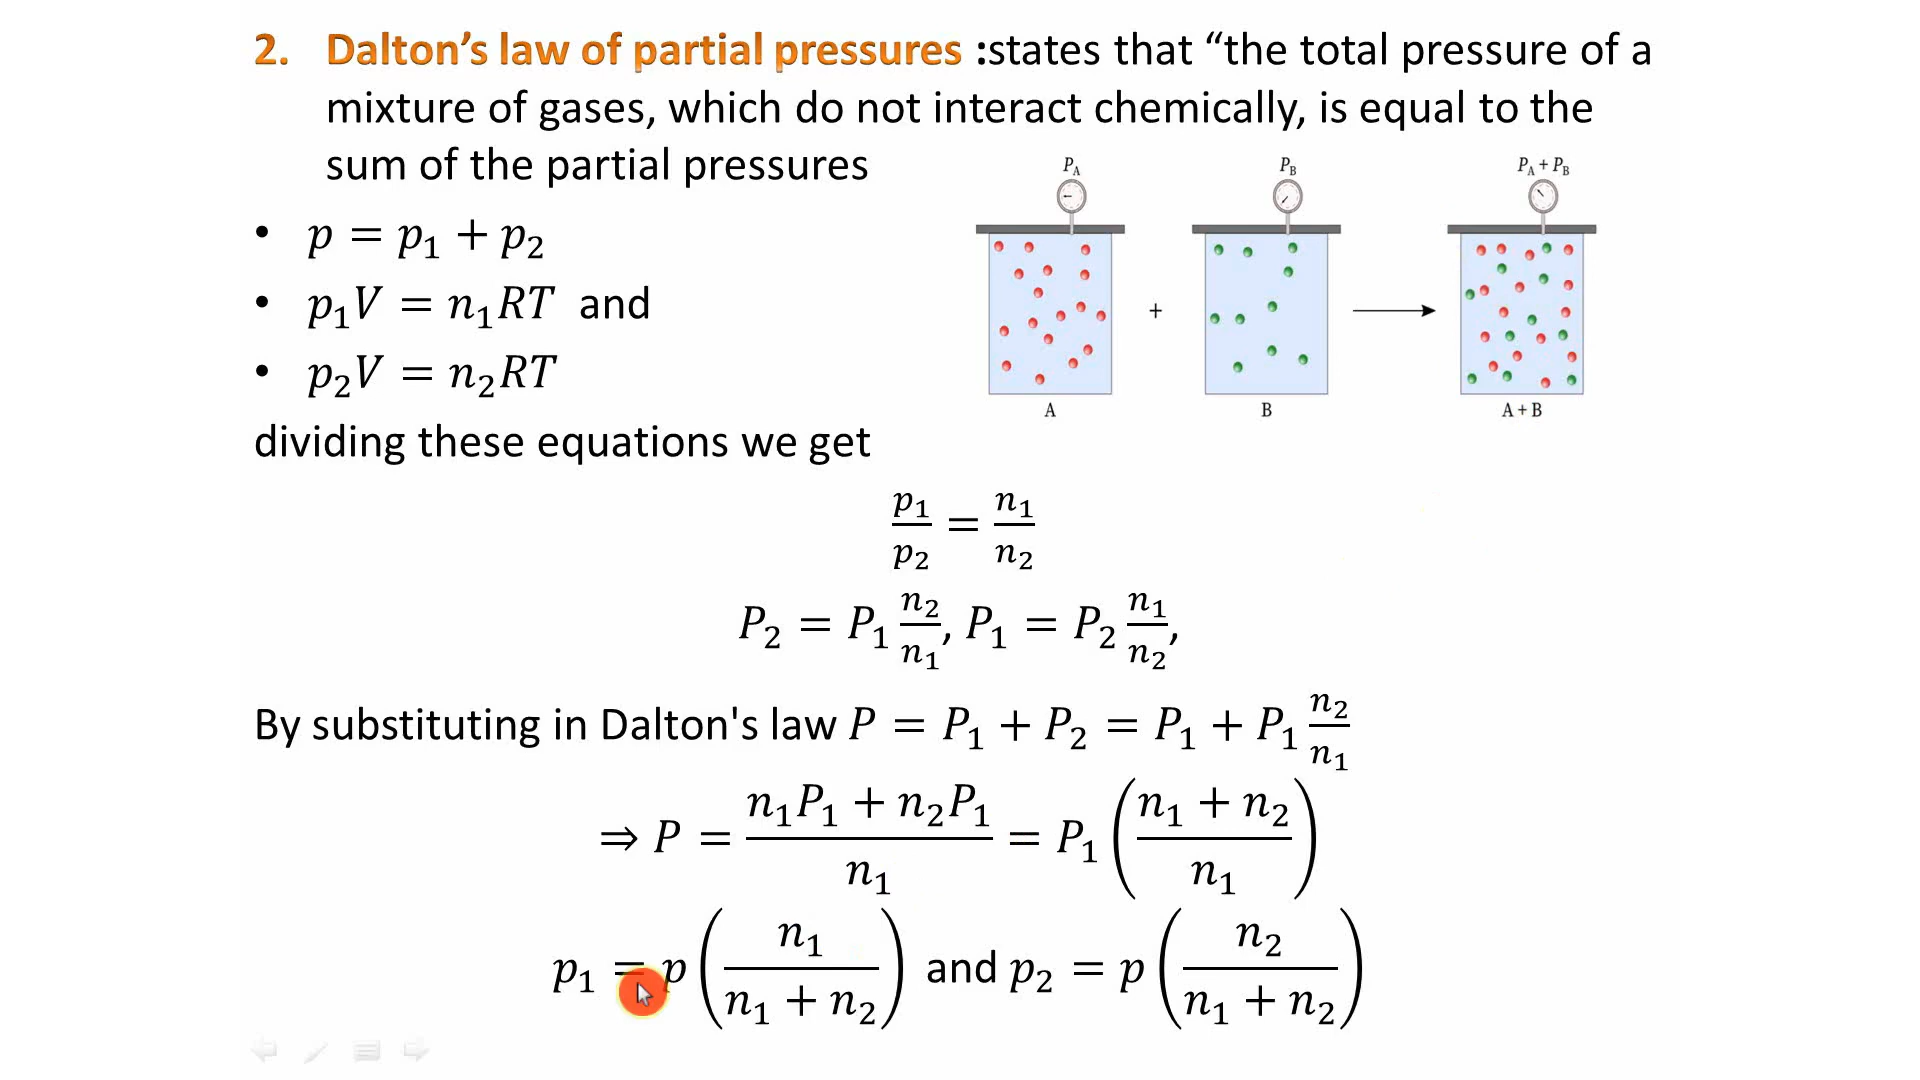 2. Dalton’s law of partial pressures :states that “the total pressure of a
mixture of gases, which do not interact chemically, is equal to the
sum of the partial pressures
P_A
P_B
P_A + P_B
+
A
B
A + B
• p = p₁ + p₂
• p₁V = n₁RT and
• p₂V = n₂RT
dividing these equations we get
p₁/p₂ = n₁/n₂
P₂ = P₁ n₂/n₁, P₁ = P₂ n₁/n₂,
By substituting in Dalton's law P = P₁ + P₂ = P₁ + P₁ n₂/n₁
⇒ P = (n₁P₁ + n₂P₁)/n₁ = P₁ ((n₁ + n₂)/n₁)
p₁ = p (n₁/(n₁ + n₂)) and p₂ = p (n₂/(n₁ + n₂))